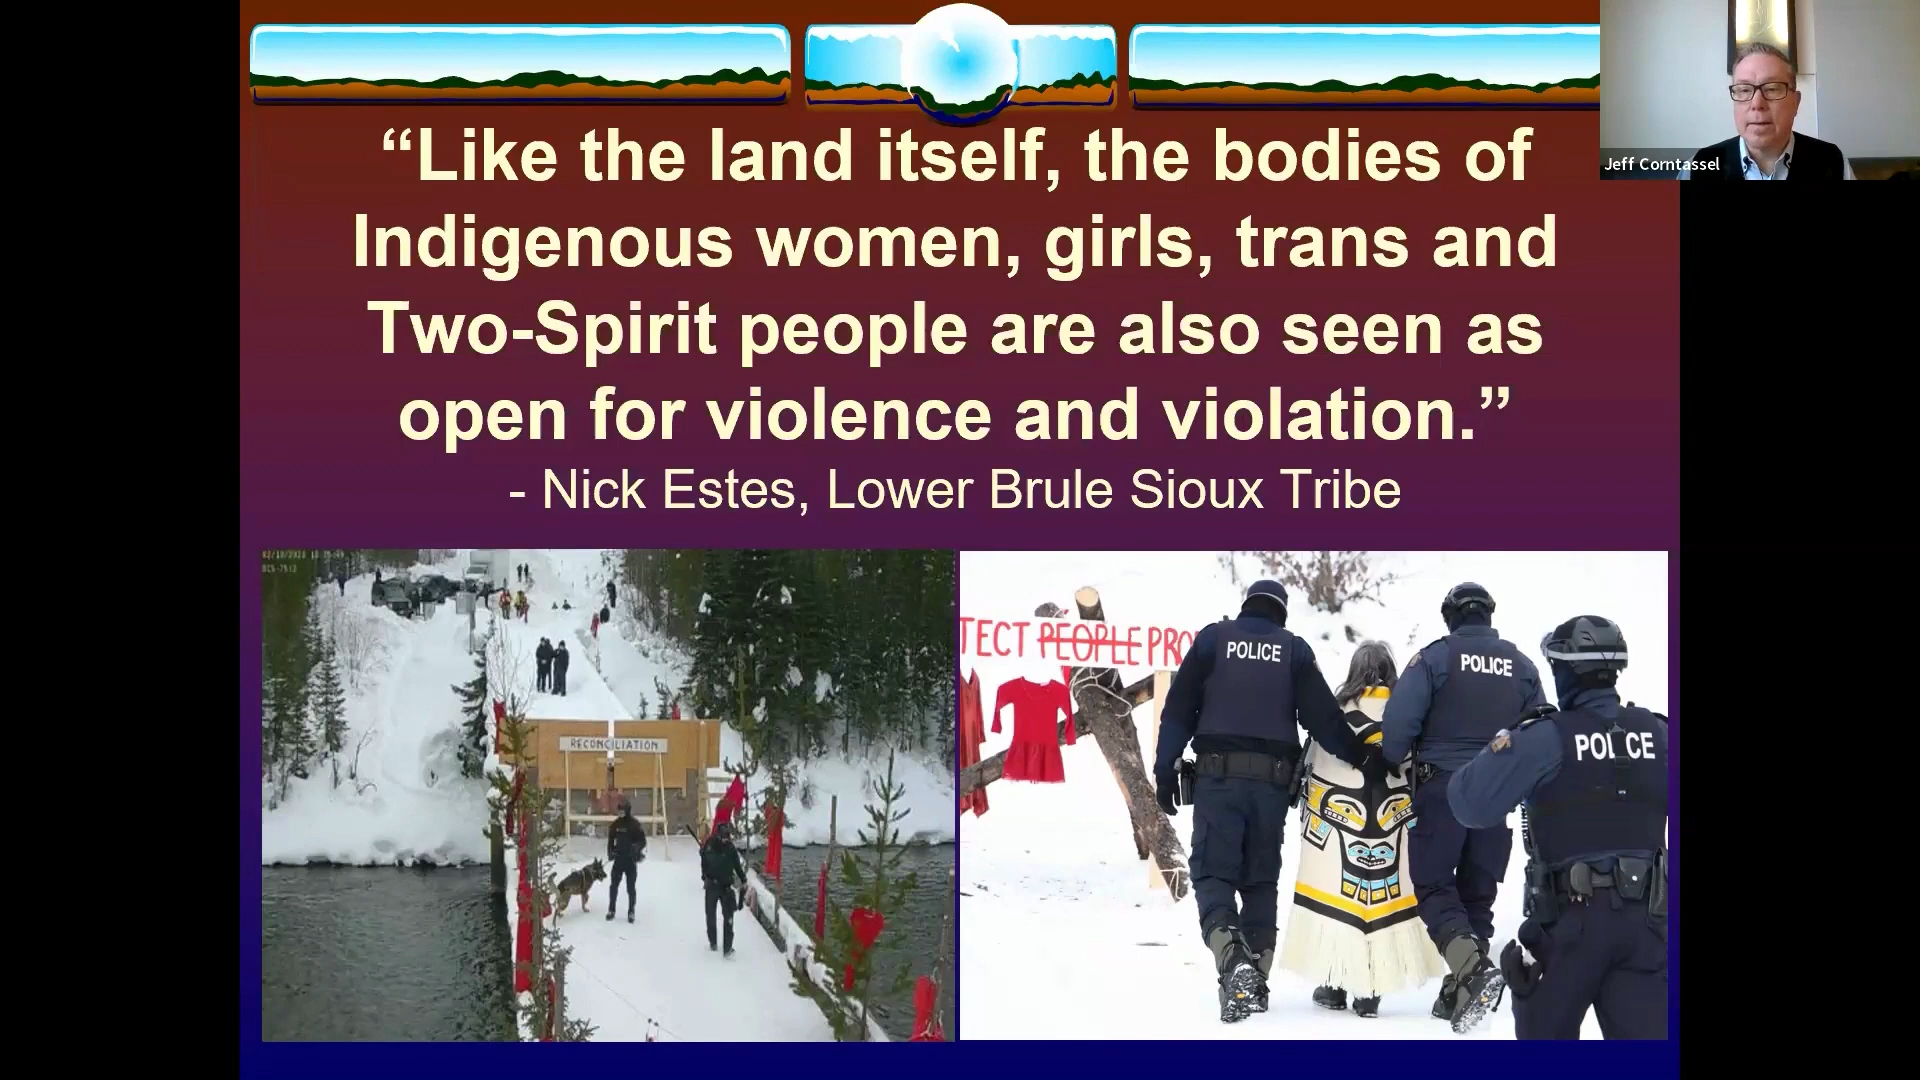 “Like the land itself, the bodies of
Indigenous women, girls, trans and
Two-Spirit people are also seen as
open for violence and violation.”
- Nick Estes, Lower Brule Sioux Tribe
Jeff Corntassel
RECONCILIATION
TECT PEOPLE PRO
POLICE
POLICE
POLICE